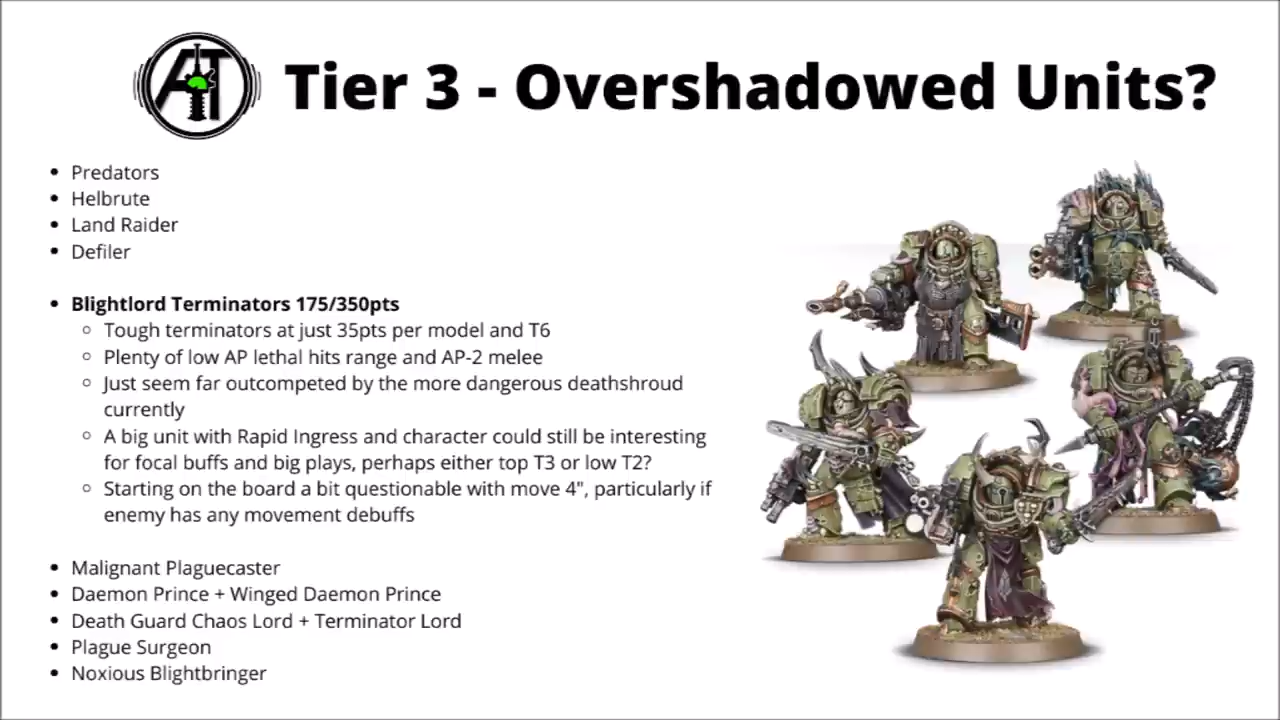 AT
Tier 3 - Overshadowed Units?
• Predators
• Helbrute
• Land Raider
• Defiler
• Blightlord Terminators 175/350pts
○ Tough terminators at just 35pts per model and T6
○ Plenty of low AP lethal hits range and AP-2 melee
○ Just seem far outcompeted by the more dangerous deathshroud
currently
○ A big unit with Rapid Ingress and character could still be interesting
for focal buffs and big plays, perhaps either top T3 or low T2?
○ Starting on the board a bit questionable with move 4", particularly if
enemy has any movement debuffs
• Malignant Plaguecaster
• Daemon Prince + Winged Daemon Prince
• Death Guard Chaos Lord + Terminator Lord
• Plague Surgeon
• Noxious Blightbringer